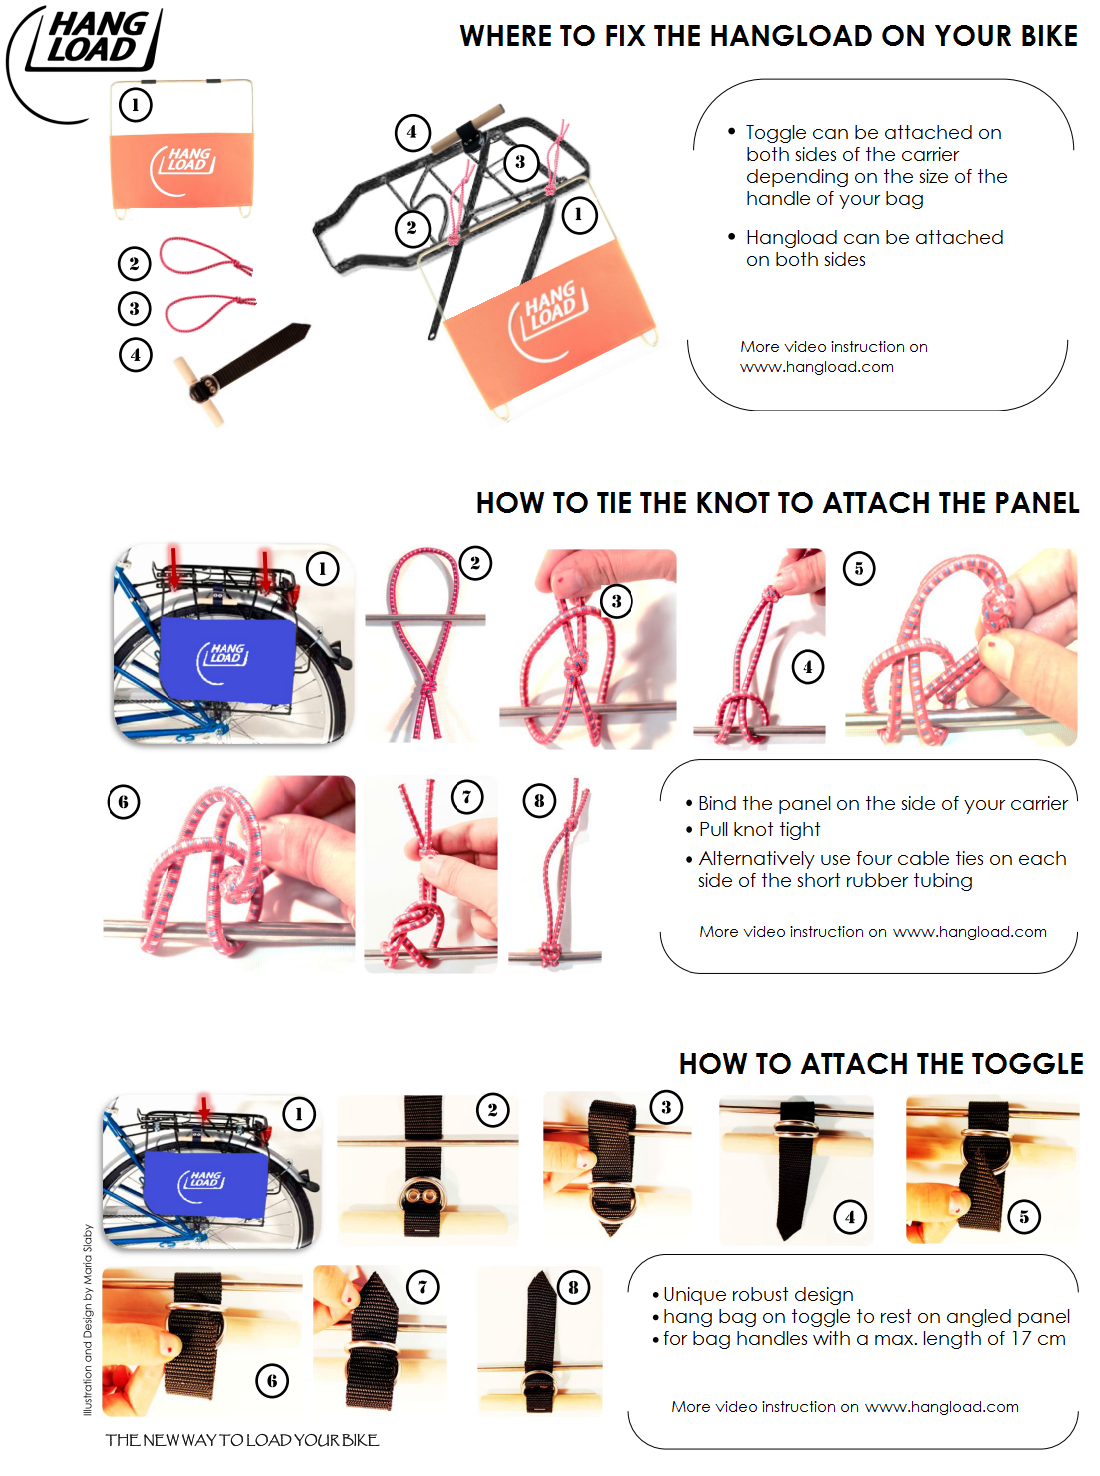 HANG
LOAD
WHERE TO FIX THE HANGLOAD ON YOUR BIKE
1
HANG
LOAD
2
3
4
4
3
2
1
HANG
LOAD
• Toggle can be attached on
both sides of the carrier
depending on the size of the
handle of your bag
• Hangload can be attached
on both sides
More video instruction on
www.hangload.com
HOW TO TIE THE KNOT TO ATTACH THE PANEL
1
HANG
LOAD
2
3
4
5
6
7
8
• Bind the panel on the side of your carrier
• Pull knot tight
• Alternatively use four cable ties on each
side of the short rubber tubing
More video instruction on www.hangload.com
HOW TO ATTACH THE TOGGLE
1
HANG
LOAD
2
3
4
5
6
7
8
• Unique robust design
• hang bag on toggle to rest on angled panel
• for bag handles with a max. length of 17 cm
More video instruction on www.hangload.com
Illustration and Design by Maria Slaby
THE NEW WAY TO LOAD YOUR BIKE